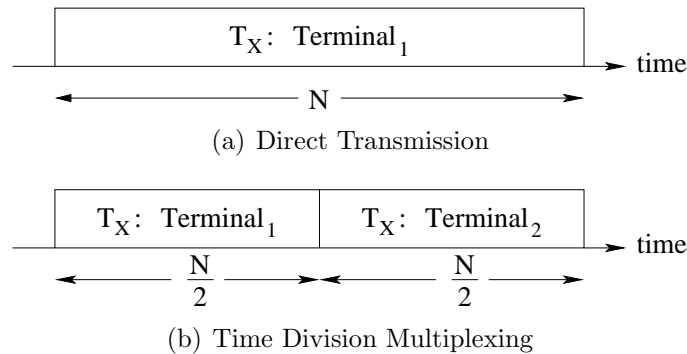 T_X: Terminal_1
time
N
(a) Direct Transmission
T_X: Terminal_1 T_X: Terminal_2
time
N/2 N/2
(b) Time Division Multiplexing